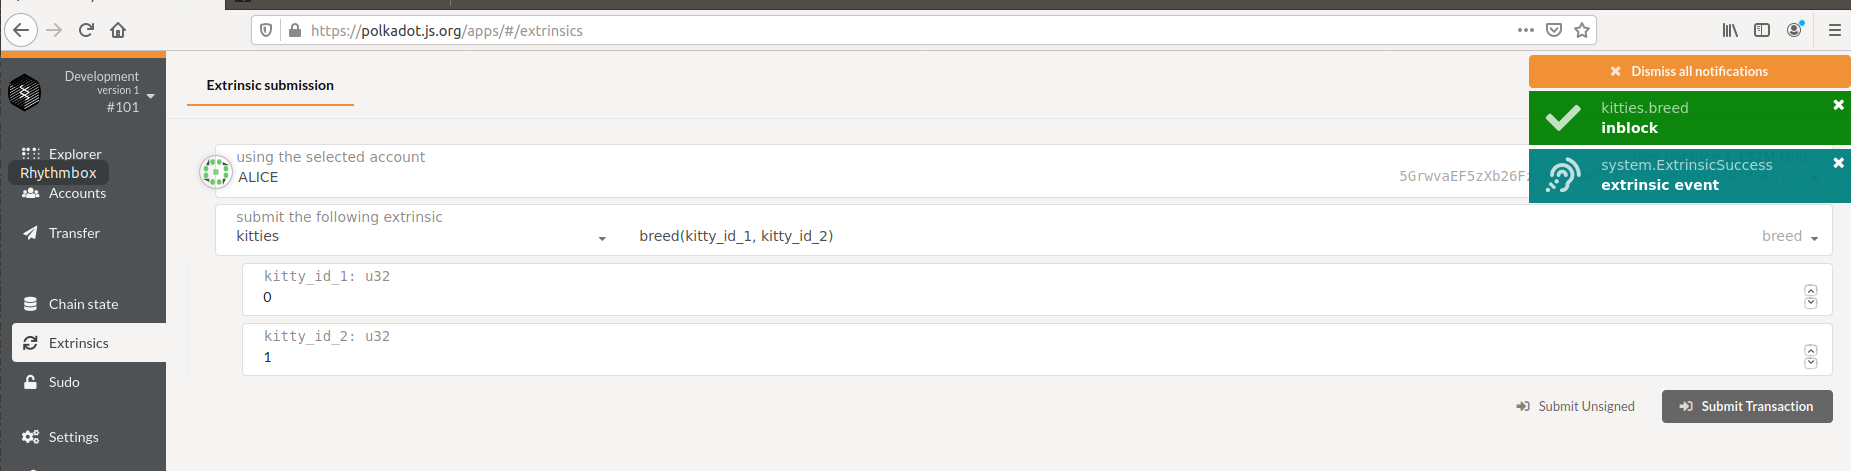 https://polkadot.js.org/apps/#/extrinsics
Development
version 1
#101
Explorer
Rhythmbox
Accounts
Transfer
Chain state
Extrinsics
Sudo
Settings
Extrinsic submission
Dismiss all notifications
kitties.breed
inblock
system.ExtrinsicSuccess
extrinsic event
using the selected account
ALICE
5GrwvaEF5zXb26F
submit the following extrinsic
kitties
breed(kitty_id_1, kitty_id_2)
breed
kitty_id_1: u32
0
kitty_id_2: u32
1
Submit Unsigned
Submit Transaction